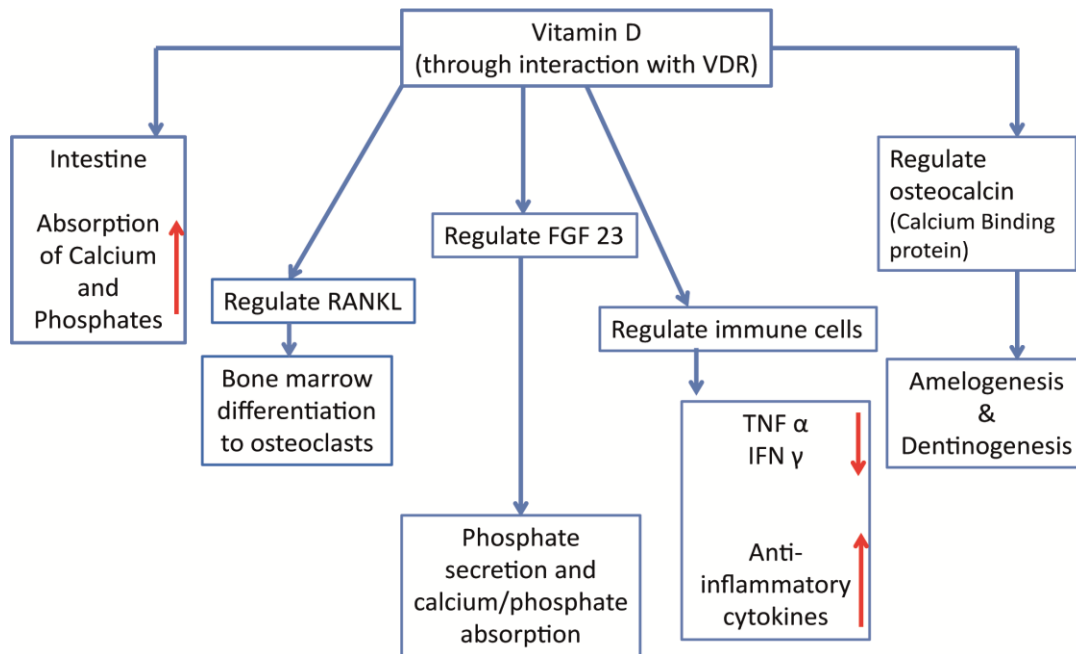 Vitamin D
(through interaction with VDR)
Intestine
Absorption
of Calcium
and
Phosphates
Regulate RANKL
Bone marrow
differentiation
to osteoclasts
Regulate FGF 23
Phosphate
secretion and
calcium/phosphate
absorption
Regulate immune cells
TNF α
IFN γ
Anti-
inflammatory
cytokines
Regulate
osteocalcin
(Calcium Binding
protein)
Amelogenesis
&
Dentinogenesis